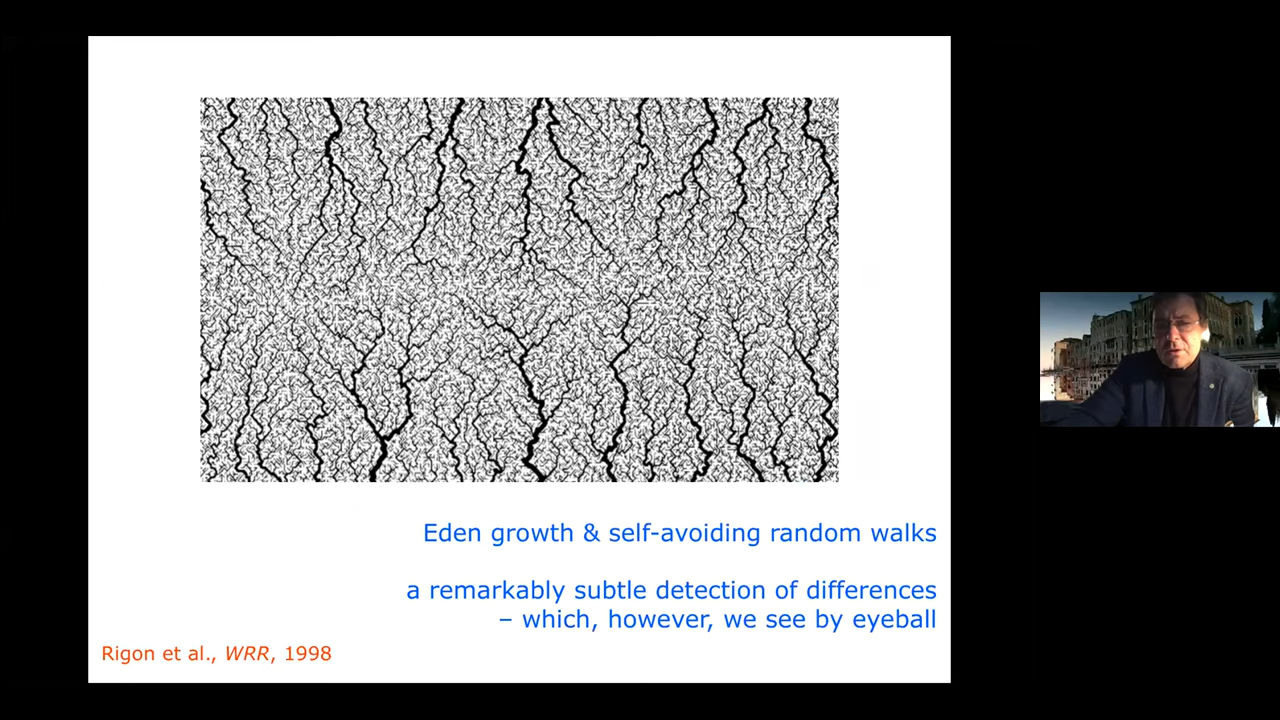 Eden growth & self-avoiding random walks
a remarkably subtle detection of differences
– which, however, we see by eyeball
Rigon et al., WRR, 1998